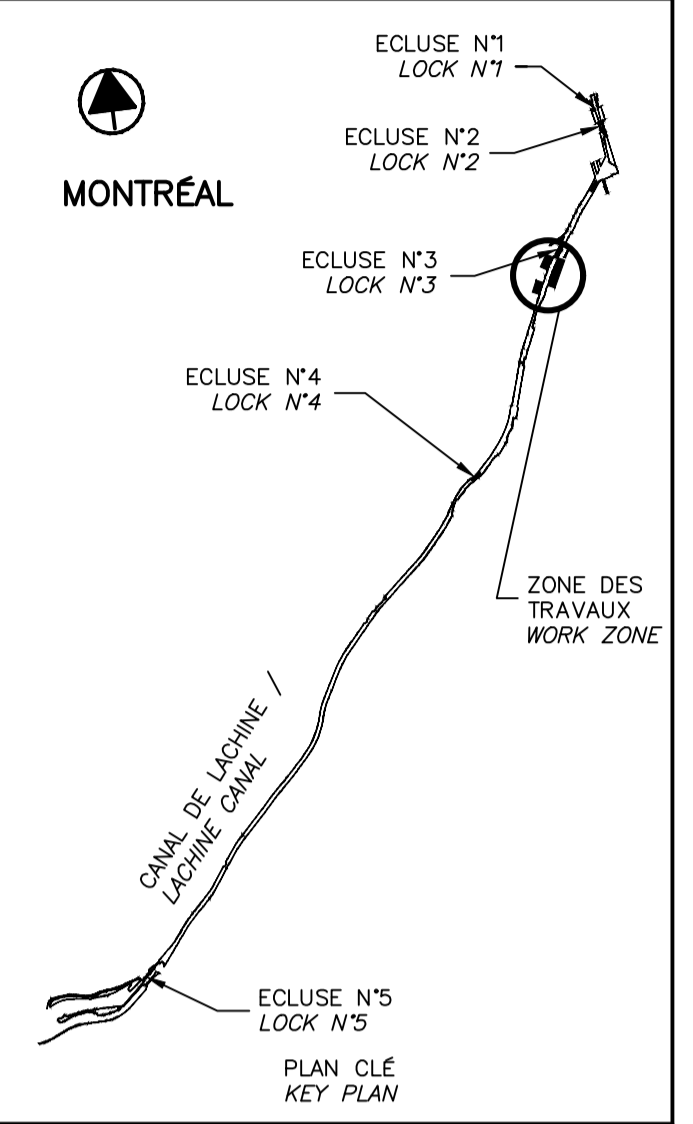 ECLUSE N°1
LOCK N°1
ECLUSE N°2
LOCK N°2
MONTRÉAL
ECLUSE N°3
LOCK N°3
ECLUSE N°4
LOCK N°4
ZONE DES
TRAVAUX
WORK ZONE
CANAL DE LACHINE /
LACHINE CANAL
ECLUSE N°5
LOCK N°5
PLAN CLÉ
KEY PLAN